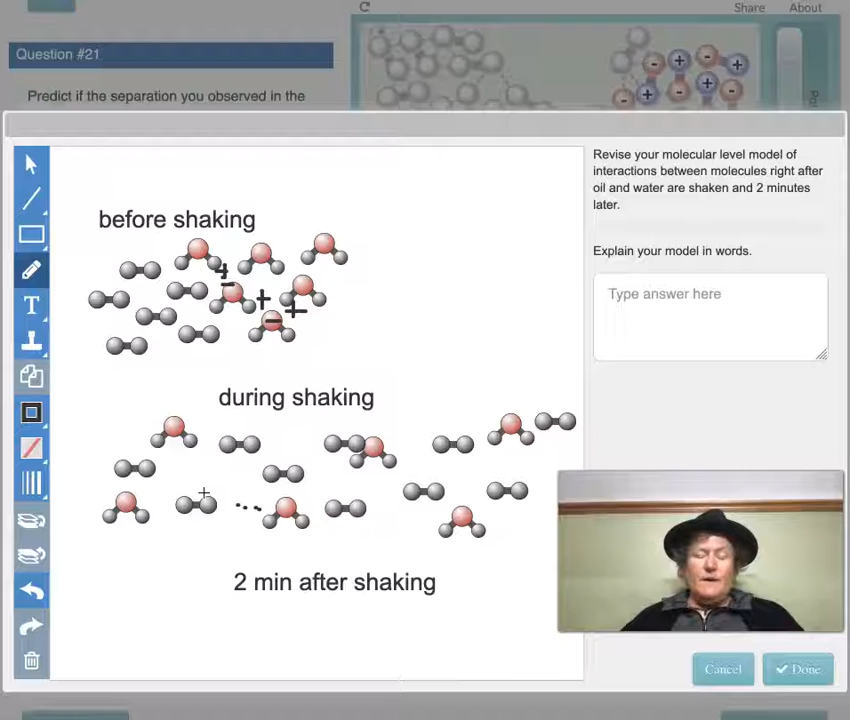 Share
About
Question #21
Predict if the separation you observed in the
Revise your molecular level model of
interactions between molecules right after
oil and water are shaken and 2 minutes
later.
before shaking
Explain your model in words.
Type answer here
during shaking
2 min after shaking
T
Cancel
Done